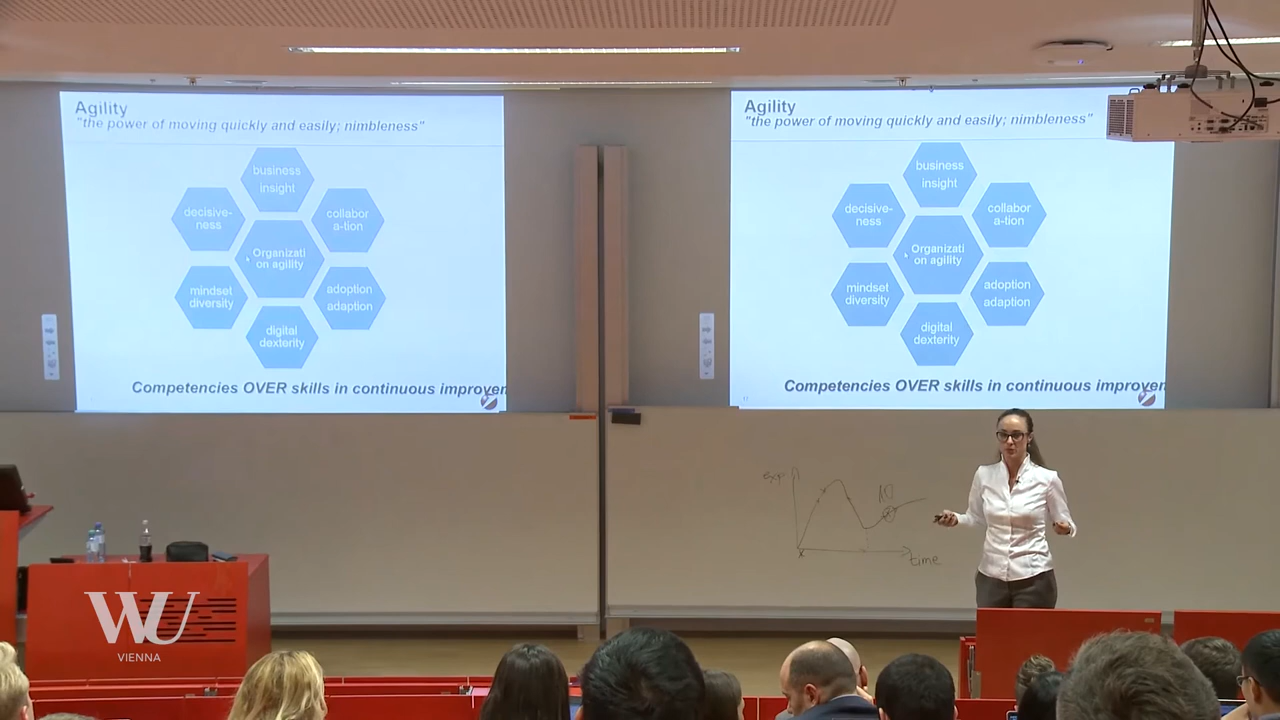 Agility
"the power of moving quickly and easily; nimbleness"
business
insight
decisive-
ness
collabor
a-tion
Organizati
on agility
mindset
diversity
adoption
adaption
digital
dexterity
Competencies OVER skills in continuous improvem
Agility
"the power of moving quickly and easily; nimbleness"
business
insight
decisive-
ness
collabor
a-tion
Organizati
on agility
mindset
diversity
adoption
adaption
digital
dexterity
Competencies OVER skills in continuous improvem
exp.
time
WU
VIENNA